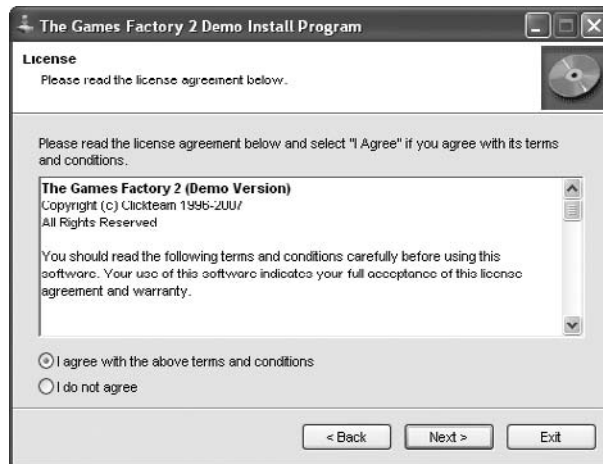 The Games Factory 2 Demo Install Program
License
Please read the license agreement below.
Please read the license agreement below and select "I Agree" if you agree with its terms
and conditions.
The Games Factory 2 (Demo Version)
Copyright (c) Clickteam 1996-2007
All Rights Reserved
You should read the following terms and conditions carefully before using this
software. Your use of this software indicates your full acceptance of this license
agreement and warranty.
I agree with the above terms and conditions
I do not agree
< Back
Next >
Exit